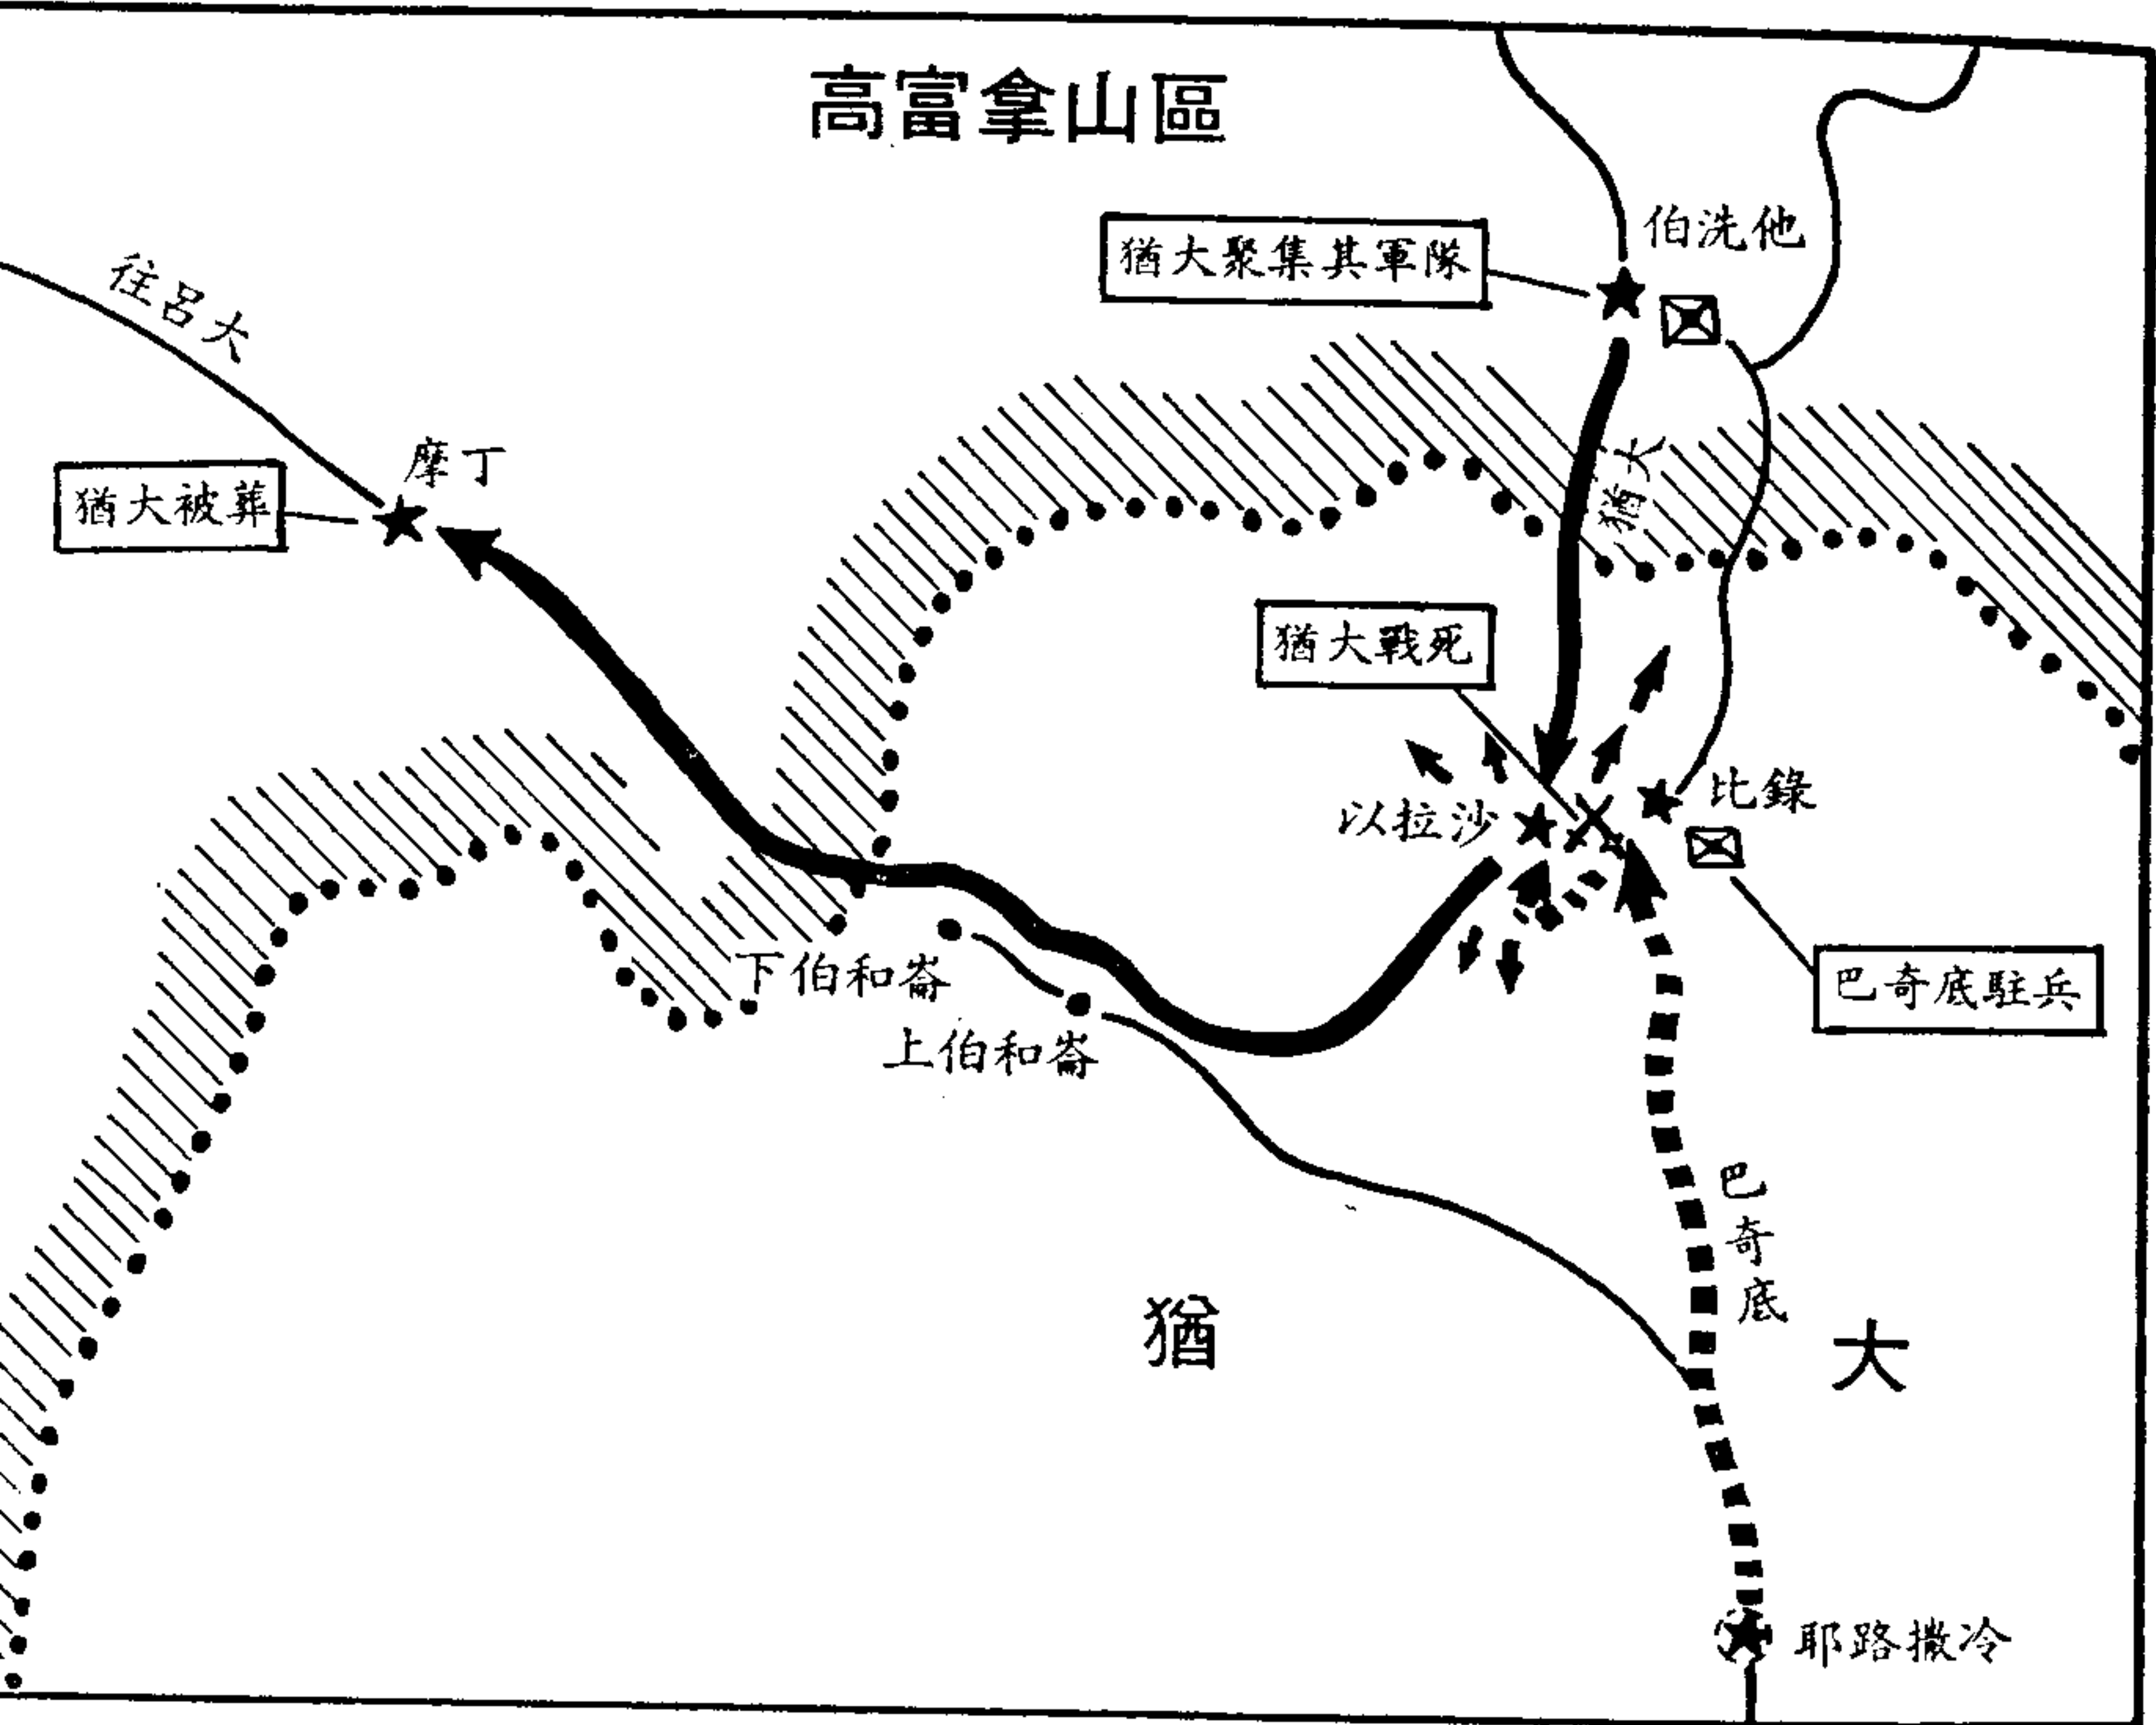 高富拿山區
伯洗他
猶大聚集其軍隊
往呂大
摩丁
猶大被葬
猶大
猶大戰死
比錄
以拉沙
巴奇底駐兵
下伯和崙
上伯和崙
巴奇底
猶大
耶路撒冷